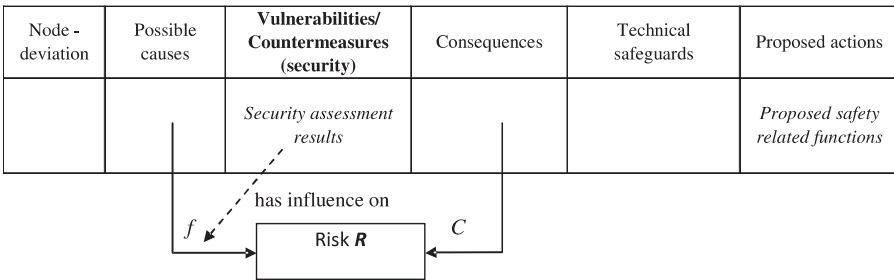 Node -
deviation
Possible
causes
Vulnerabilities/
Countermeasures
(security)
Consequences
Technical
safeguards
Proposed actions
Security assessment
results
Proposed safety
related functions
has influence on
f
Risk R
C